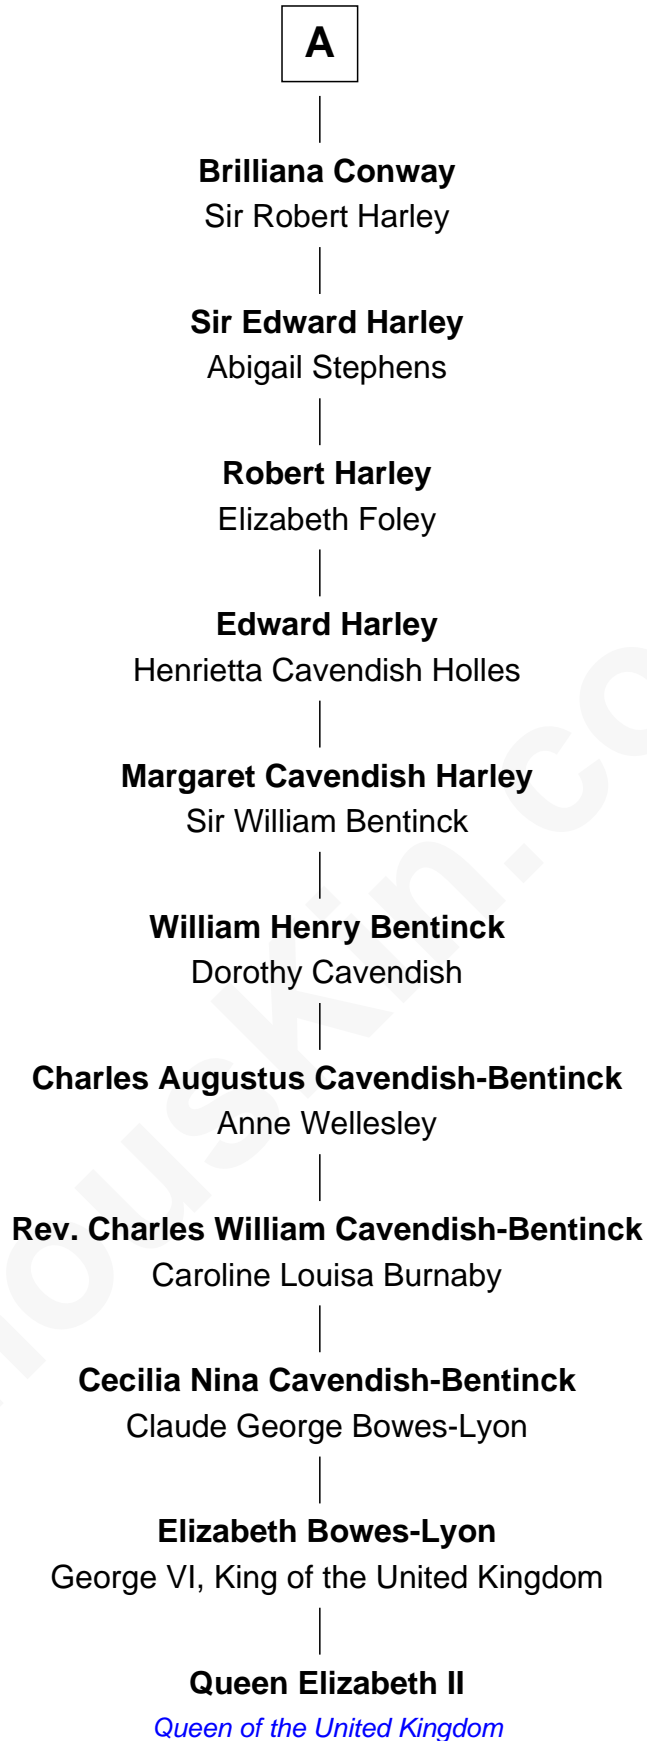 A
Brilliana Conway
Sir Robert Harley
Sir Edward Harley
Abigail Stephens
Robert Harley
Elizabeth Foley
Edward Harley
Henrietta Cavendish Holles
Margaret Cavendish Harley
Sir William Bentinck
William Henry Bentinck
Dorothy Cavendish
Charles Augustus Cavendish-Bentinck
Anne Wellesley
Rev. Charles William Cavendish-Bentinck
Caroline Louisa Burnaby
Cecilia Nina Cavendish-Bentinck
Claude George Bowes-Lyon
Elizabeth Bowes-Lyon
George VI, King of the United Kingdom
Queen Elizabeth II
Queen of the United Kingdom